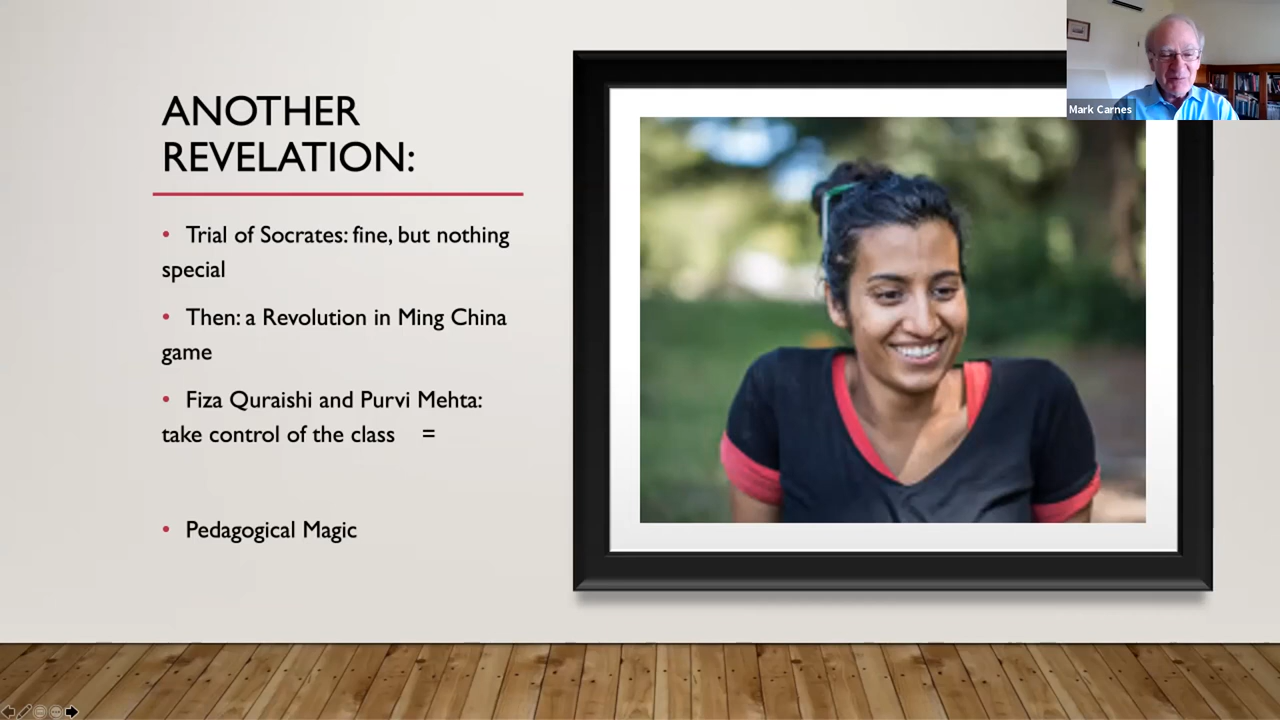 ANOTHER
REVELATION:
• Trial of Socrates: fine, but nothing
special
• Then: a Revolution in Ming China
game
• Fiza Quraishi and Purvi Mehta:
take control of the class =
• Pedagogical Magic
Mark Carnes